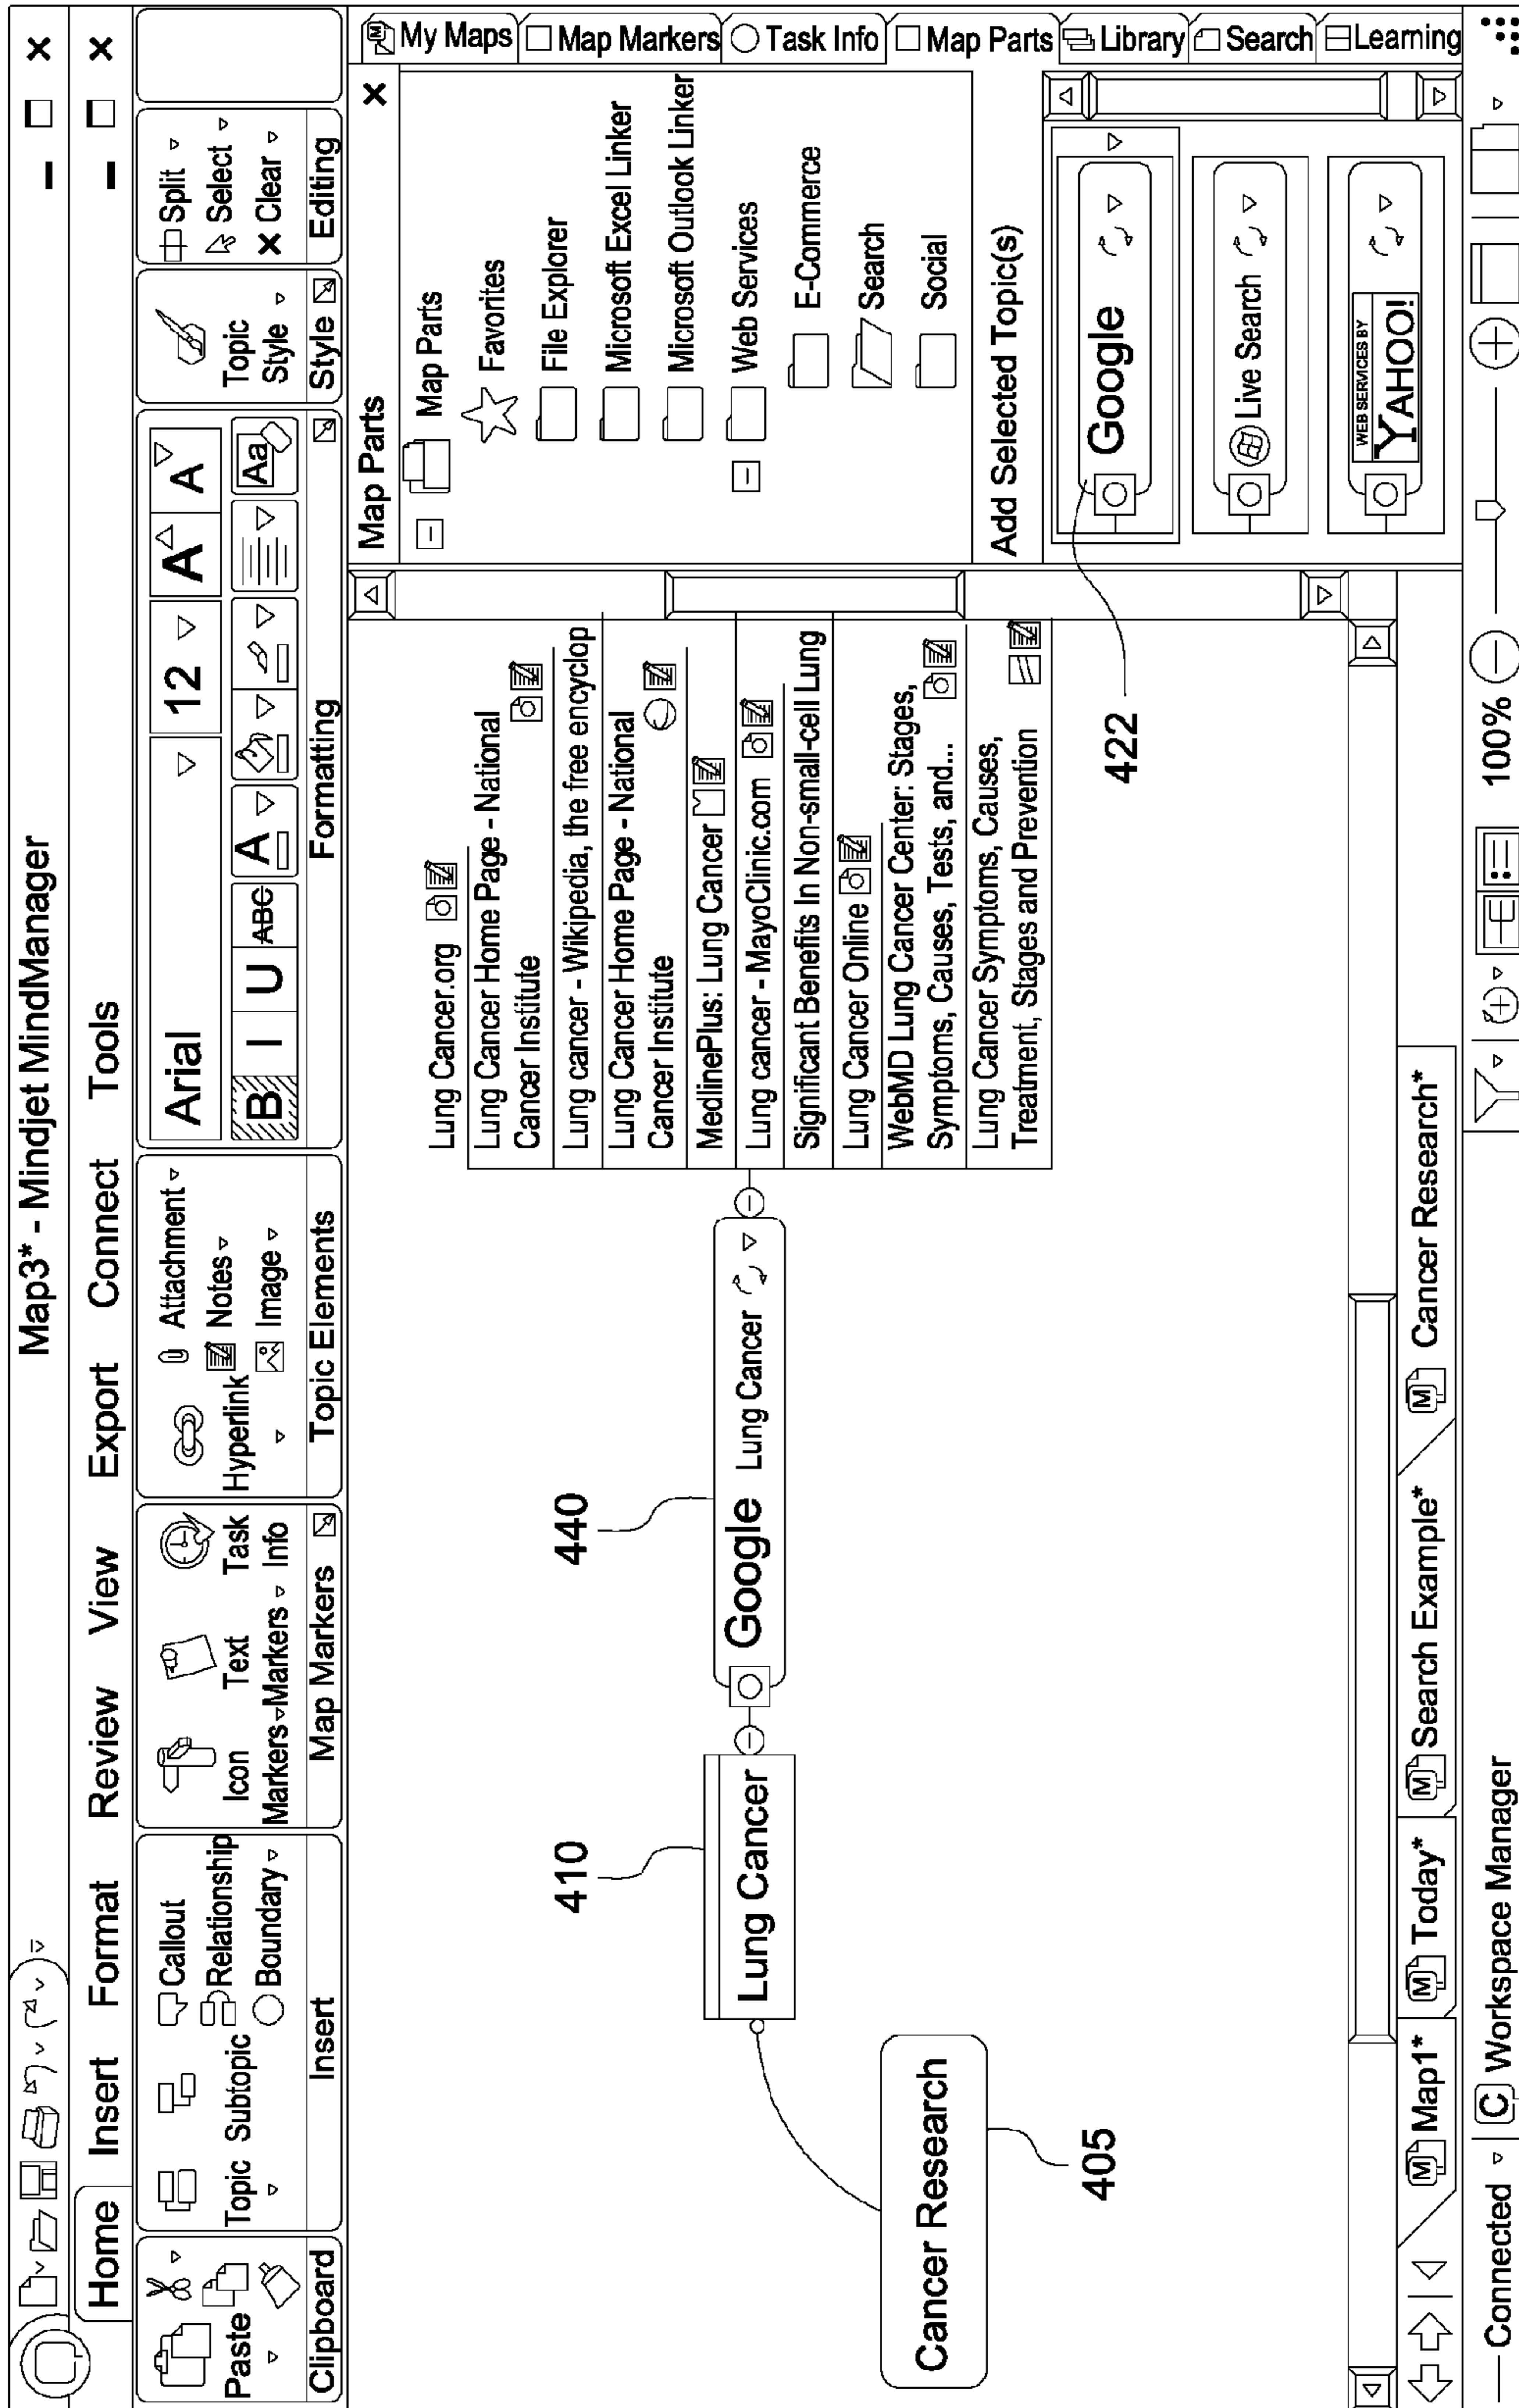 Map3* - Mindjet MindManager
Home Insert Format Review View Export Connect Tools
Paste
Clipboard
Topic Subtopic
Callout
Relationship
Boundary
Insert
Icon Text Task
Markers Markers Info
Map Markers
Hyperlink
Attachment
Notes
Image
Topic Elements
Arial 12 A A
B I U ABC A Aa
Formatting
Topic
Style
Style
Split
Select
Clear
Editing
405
Cancer Research
410
Lung Cancer
440
Google Lung Cancer
Lung Cancer.org
Lung Cancer Home Page - National
Cancer Institute
Lung cancer - Wikipedia, the free encyclop
Lung Cancer Home Page - National
Cancer Institute
MedlinePlus: Lung Cancer
Lung cancer - MayoClinic.com
Significant Benefits In Non-small-cell Lung
Lung Cancer Online
WebMD Lung Cancer Center: Stages,
Symptoms, Causes, Tests, and...
Lung Cancer Symptoms, Causes,
Treatment, Stages and Prevention
422
Map Parts
Map Parts
Favorites
File Explorer
Microsoft Excel Linker
Microsoft Outlook Linker
Web Services
E-Commerce
Search
Social
Add Selected Topic(s)
Google
Live Search
WEB SERVICES BY
YAHOO!
My Maps
Map Markers
Task Info
Map Parts
Library
Search
Learning
M Map1* M Today* M Search Example* M Cancer Research*
Connected C Workspace Manager 100%